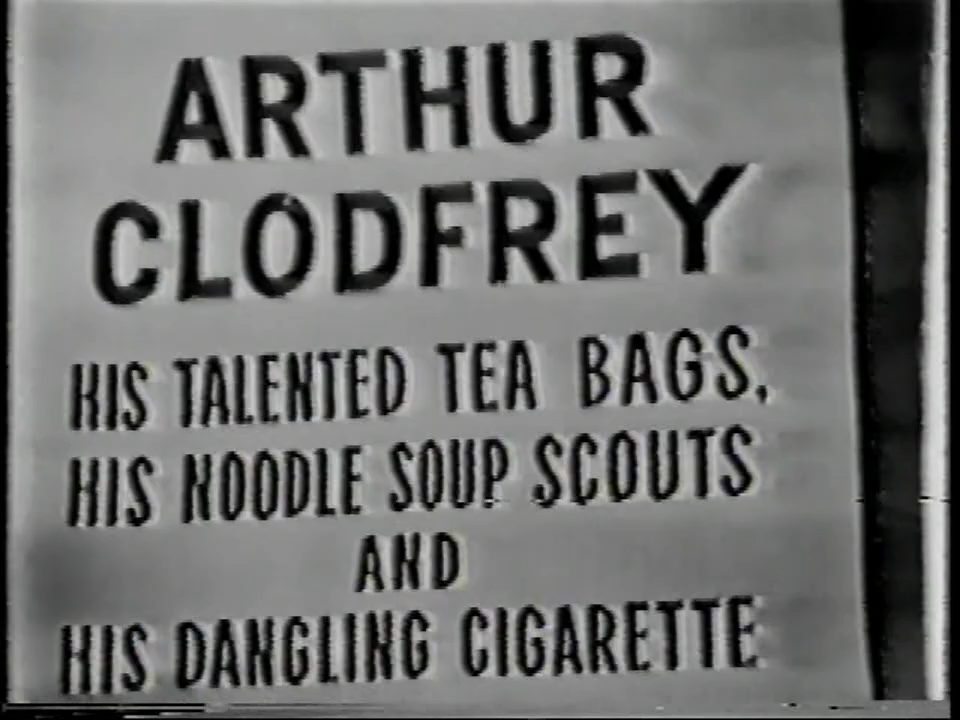 ARTHUR
CLODFREY
HIS TALENTED TEA BAGS,
HIS NOODLE SOUP SCOUTS
AND
HIS DANGLING CIGARETTE